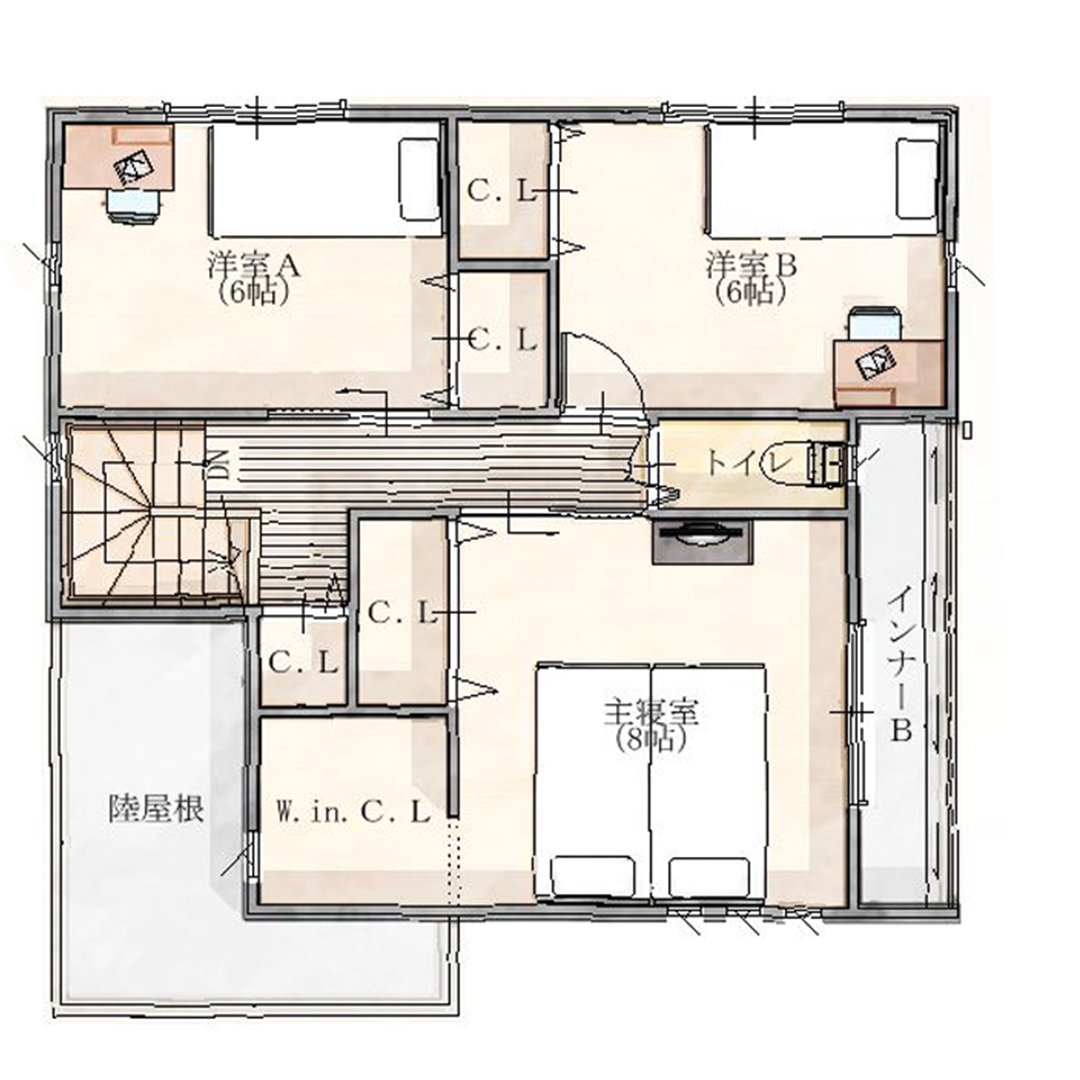 C. L
洋室A
(6帖)
洋室B
(6帖)
C. L
DN
トイレ
C. L
インナーB
C. L
主寝室
(8帖)
陸屋根
W.in.C. L